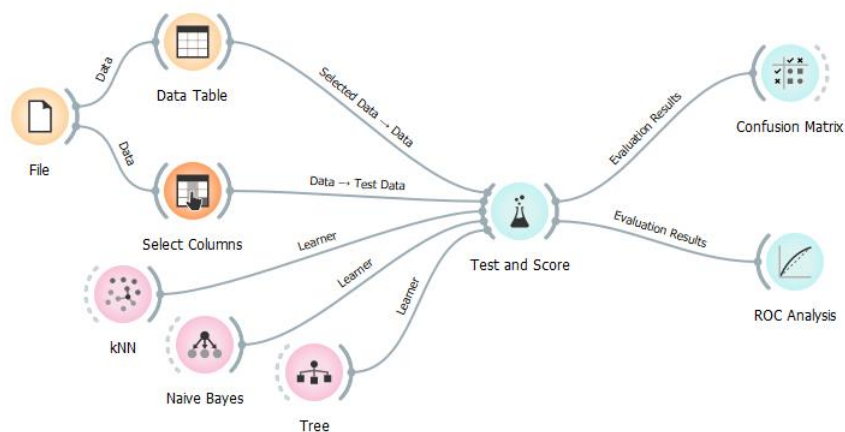 Data
Data Table
Selected Data → Data
File
Data
Data → Test Data
Select Columns
Learner
kNN
Learner
Naive Bayes
Learner
Tree
Test and Score
Evaluation Results
Confusion Matrix
Evaluation Results
ROC Analysis